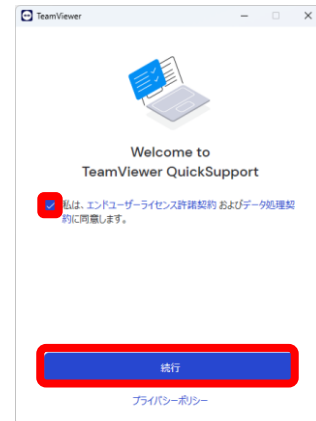 TeamViewer
Welcome to
TeamViewer QuickSupport
私は、エンドユーザーライセンス許諾契約 およびデータ処理契
約に同意します。
続行
プライバシーポリシー